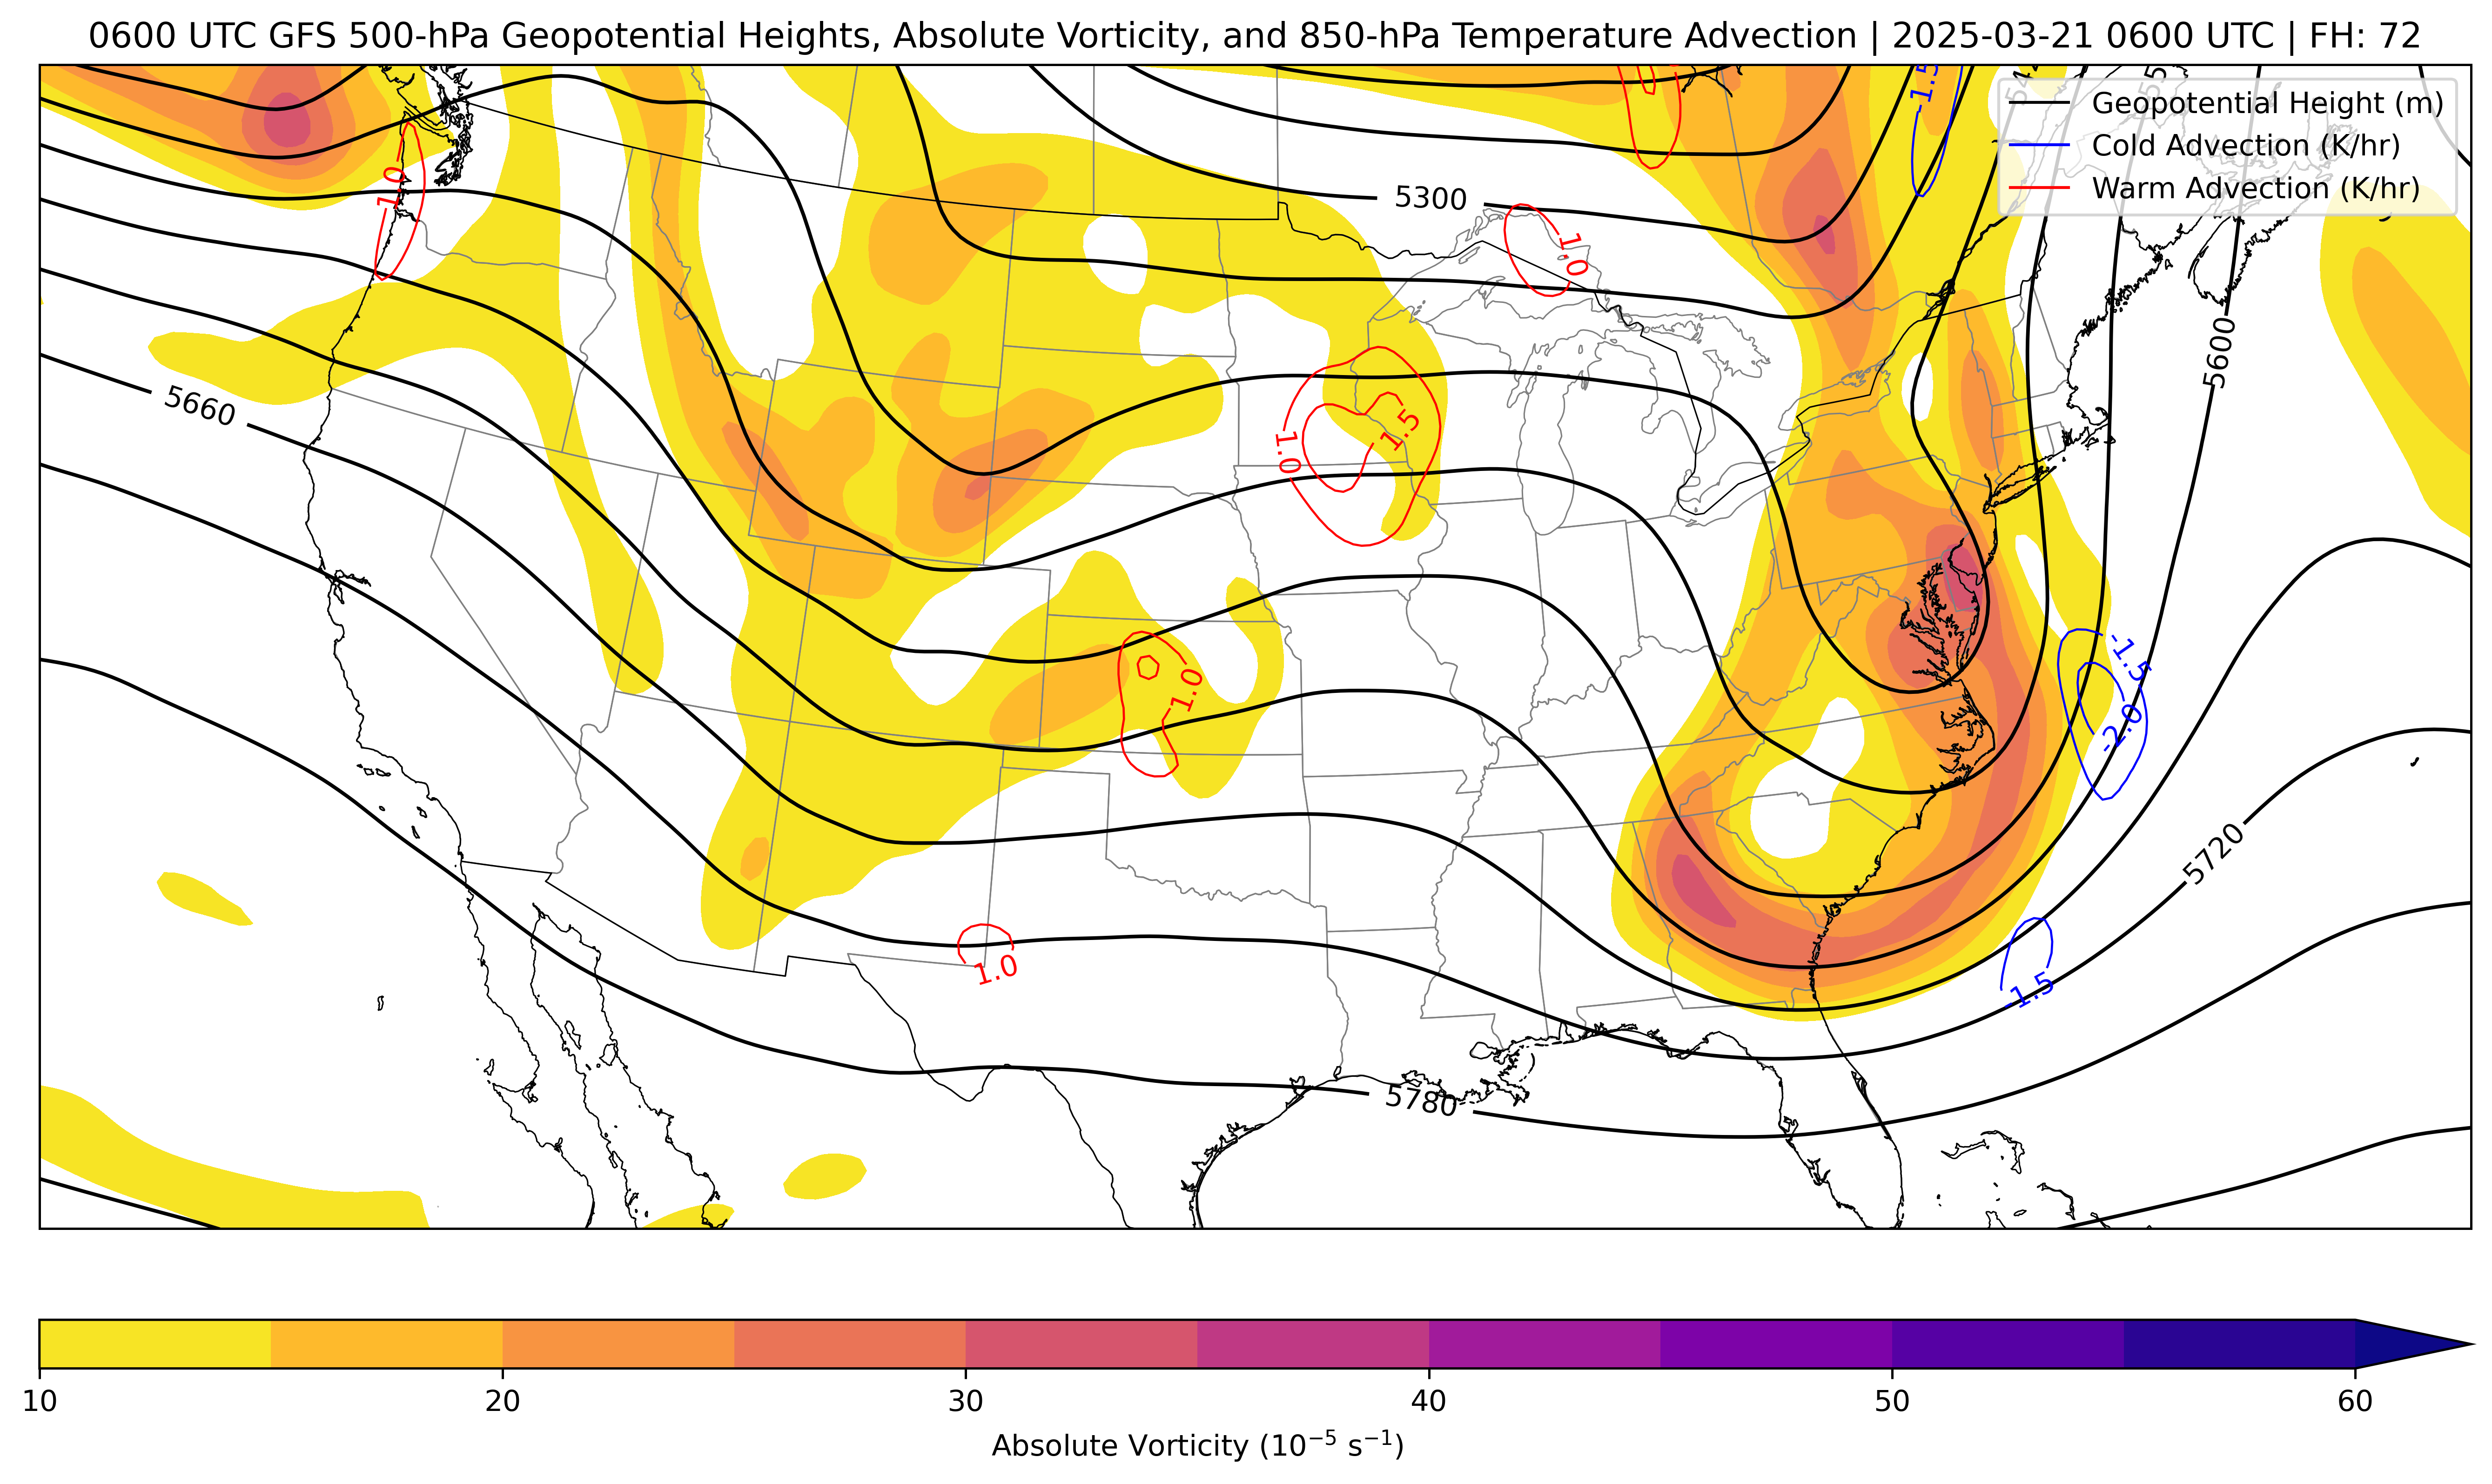 0600 UTC GFS 500-hPa Geopotential Heights, Absolute Vorticity, and 850-hPa Temperature Advection | 2025-03-21 0600 UTC | FH: 72
-1.5
Geopotential Height (m)
Cold Advection (K/hr)
Warm Advection (K/hr)
1.0
5300
1.0
5600
5660
1.0
1.5
-1.5
1.0
-2.0
5720
1.0
-1.5
5780
10 20 30 40 50 60
Absolute Vorticity (10⁻⁵ s⁻¹)